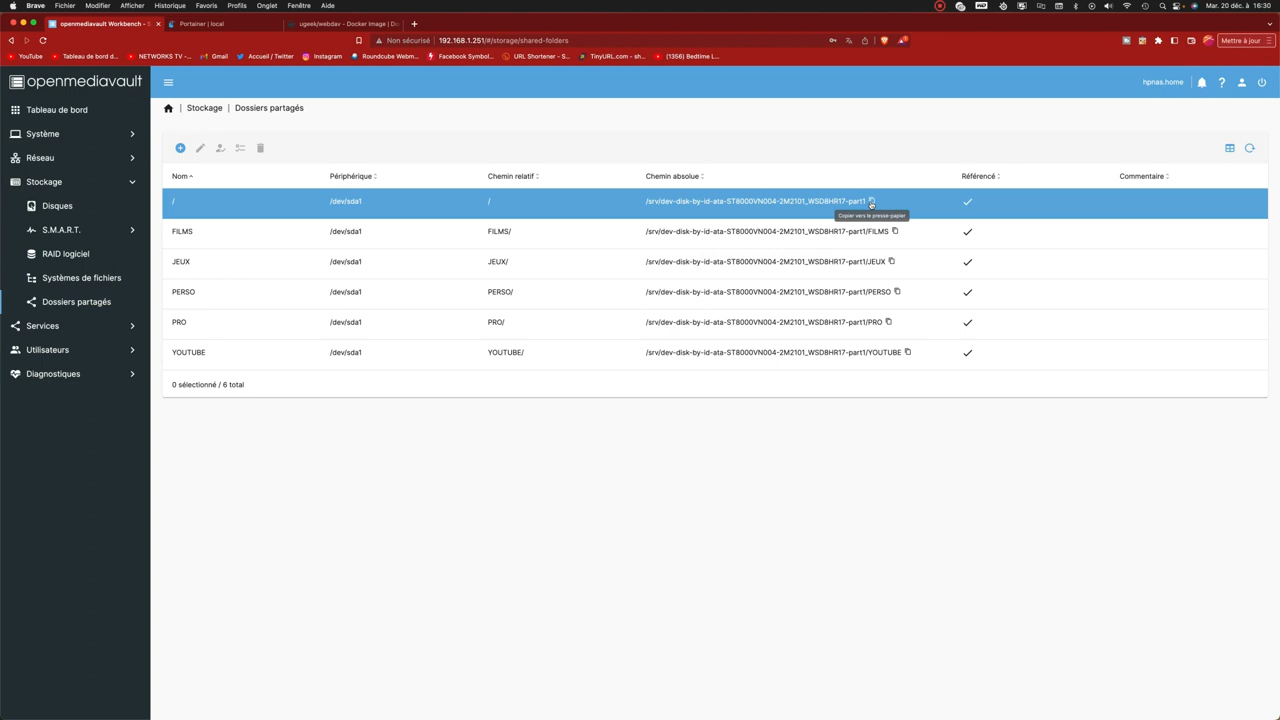 Brave Fichier Modifier Afficher Historique Favoris Profils Onglet Fenêtre Aide Mar. 20 déc. à 16:30
openmediavault Workbench - S Portainer | local ugeek/webdav - Docker Image | Do
Non sécurisé 192.168.1.251/#/storage/shared-folders Mettre à jour
YouTube Tableau de bord d... NETWORKS TV -... Gmail Accueil / Twitter Instagram Roundcube Webm... Facebook Symbol... URL Shortener - S... TinyURL.com - sh... (1356) Bedtime L...
openmediavault
hpnas.home
Tableau de bord
Système
Réseau
Stockage
Disques
S.M.A.R.T.
RAID logiciel
Systèmes de fichiers
Dossiers partagés
Services
Utilisateurs
Diagnostiques
| Stockage | Dossiers partagés
Nom Périphérique Chemin relatif Chemin absolue Référencé Commentaire
/ /dev/sda1 / /srv/dev-disk-by-id-ata-ST8000VN004-2M2101_WSD8HR17-part1
Copier vers le presse-papier
FILMS /dev/sda1 FILMS/ /srv/dev-disk-by-id-ata-ST8000VN004-2M2101_WSD8HR17-part1/FILMS
JEUX /dev/sda1 JEUX/ /srv/dev-disk-by-id-ata-ST8000VN004-2M2101_WSD8HR17-part1/JEUX
PERSO /dev/sda1 PERSO/ /srv/dev-disk-by-id-ata-ST8000VN004-2M2101_WSD8HR17-part1/PERSO
PRO /dev/sda1 PRO/ /srv/dev-disk-by-id-ata-ST8000VN004-2M2101_WSD8HR17-part1/PRO
YOUTUBE /dev/sda1 YOUTUBE/ /srv/dev-disk-by-id-ata-ST8000VN004-2M2101_WSD8HR17-part1/YOUTUBE
0 sélectionné / 6 total